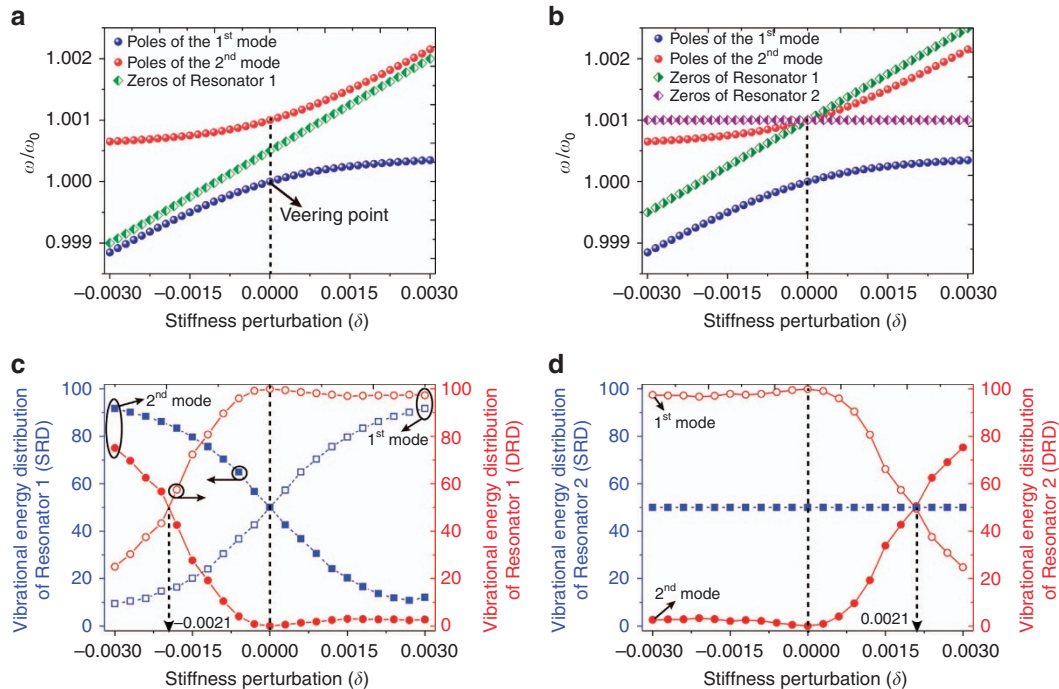 a
Poles of the 1st mode
Poles of the 2nd mode
Zeros of Resonator 1
1.002
1.001
1.000
0.999
ω/ω0
Veering point
−0.0030 −0.0015 0.0000 0.0015 0.0030
Stiffness perturbation (δ)
b
Poles of the 1st mode
Poles of the 2nd mode
Zeros of Resonator 1
Zeros of Resonator 2
1.002
1.001
1.000
0.999
ω/ω0
−0.0030 −0.0015 0.0000 0.0015 0.0030
Stiffness perturbation (δ)
c
Vibrational energy distribution
of Resonator 1 (SRD)
100
80
60
40
20
0
2nd mode
1st mode
−0.0021
100
80
60
40
20
0
Vibrational energy distribution
of Resonator 1 (DRD)
−0.0030 −0.0015 0.0000 0.0015 0.0030
Stiffness perturbation (δ)
d
Vibrational energy distribution
of Resonator 2 (SRD)
100
80
60
40
20
0
1st mode
2nd mode
0.0021
100
80
60
40
20
0
Vibrational energy distribution
of Resonator 2 (DRD)
−0.0030 −0.0015 0.0000 0.0015 0.0030
Stiffness perturbation (δ)